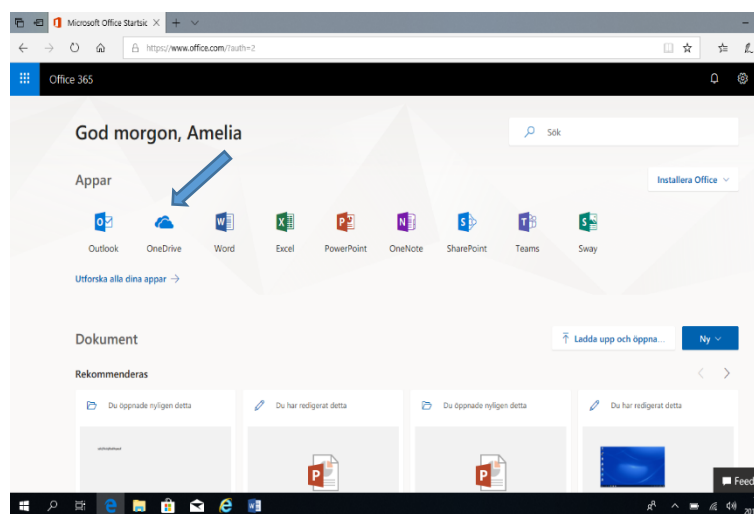 Microsoft Office Startsic
https://www.office.com/?auth=2
Office 365
God morgon, Amelia
Sök
Appar
Installera Office
Outlook OneDrive Word Excel PowerPoint OneNote SharePoint Teams Sway
Utforska alla dina appar →
Dokument
Ladda upp och öppna...
Ny
Rekommenderas
Du öppnade nyligen detta
Du har redigerat detta
Du öppnade nyligen detta
Du har redigerat detta
Feed